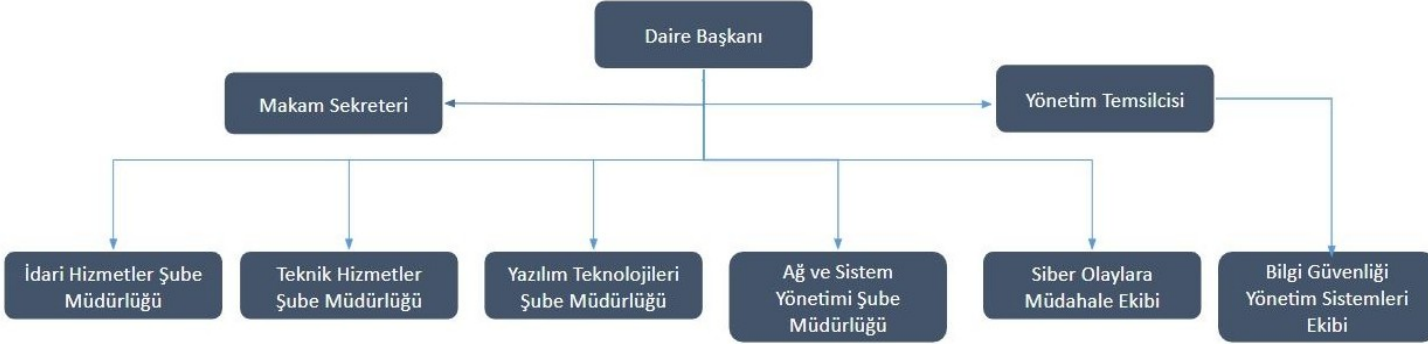 Daire Başkanı
Makam Sekreteri
Yönetim Temsilcisi
İdari Hizmetler Şube
Müdürlüğü
Teknik Hizmetler
Şube Müdürlüğü
Yazılım Teknolojileri
Şube Müdürlüğü
Ağ ve Sistem
Yönetimi Şube
Müdürlüğü
Siber Olaylara
Müdahale Ekibi
Bilgi Güvenliği
Yönetim Sistemleri
Ekibi